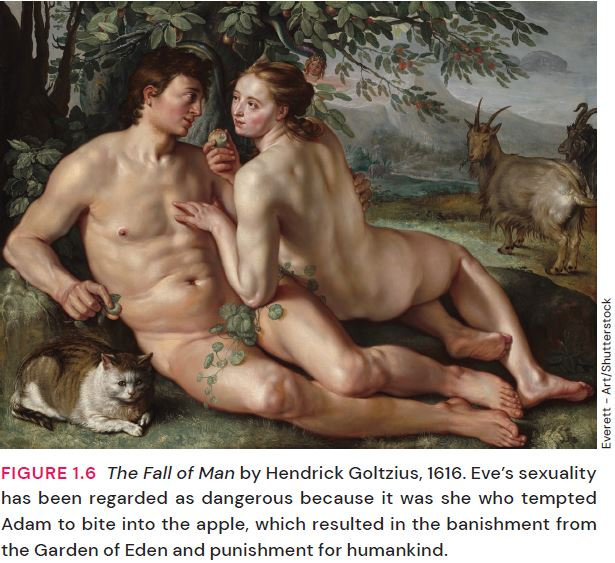 Everett – Art/Shutterstock
FIGURE 1.6 The Fall of Man by Hendrick Goltzius, 1616. Eve’s sexuality
has been regarded as dangerous because it was she who tempted
Adam to bite into the apple, which resulted in the banishment from
the Garden of Eden and punishment for humankind.